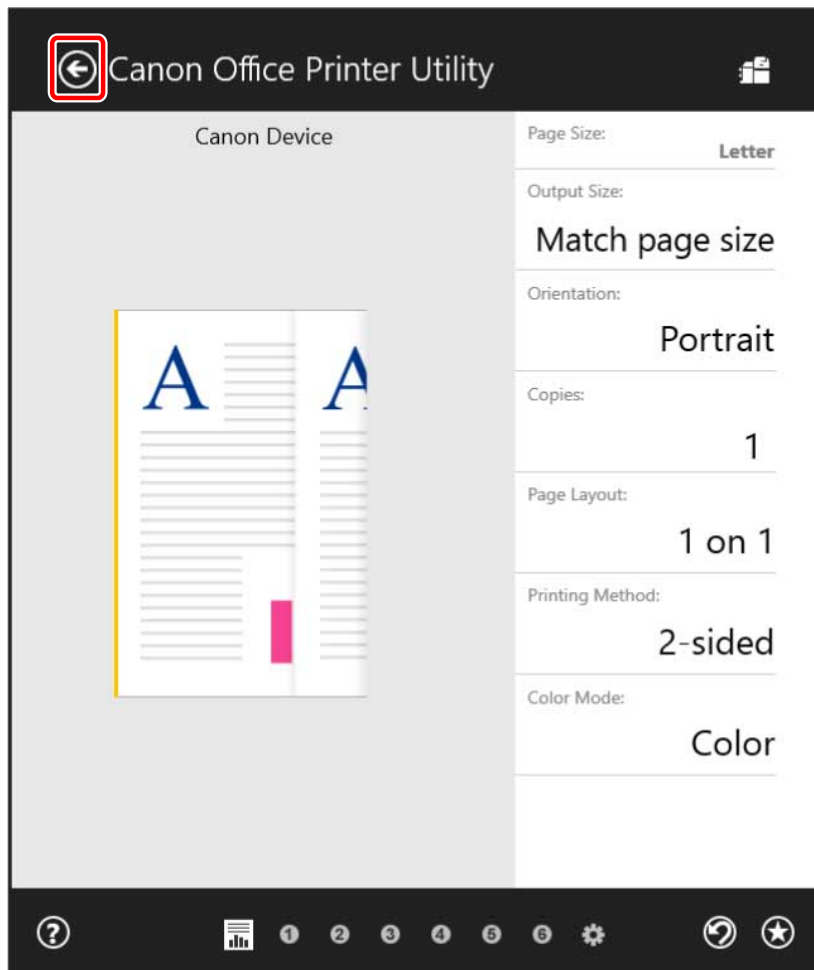 Canon Office Printer Utility
Canon Device
Page Size:
Letter
Output Size:
Match page size
Orientation:
Portrait
Copies:
1
Page Layout:
1 on 1
Printing Method:
2-sided
Color Mode:
Color
A A
? 1 2 3 4 5 6